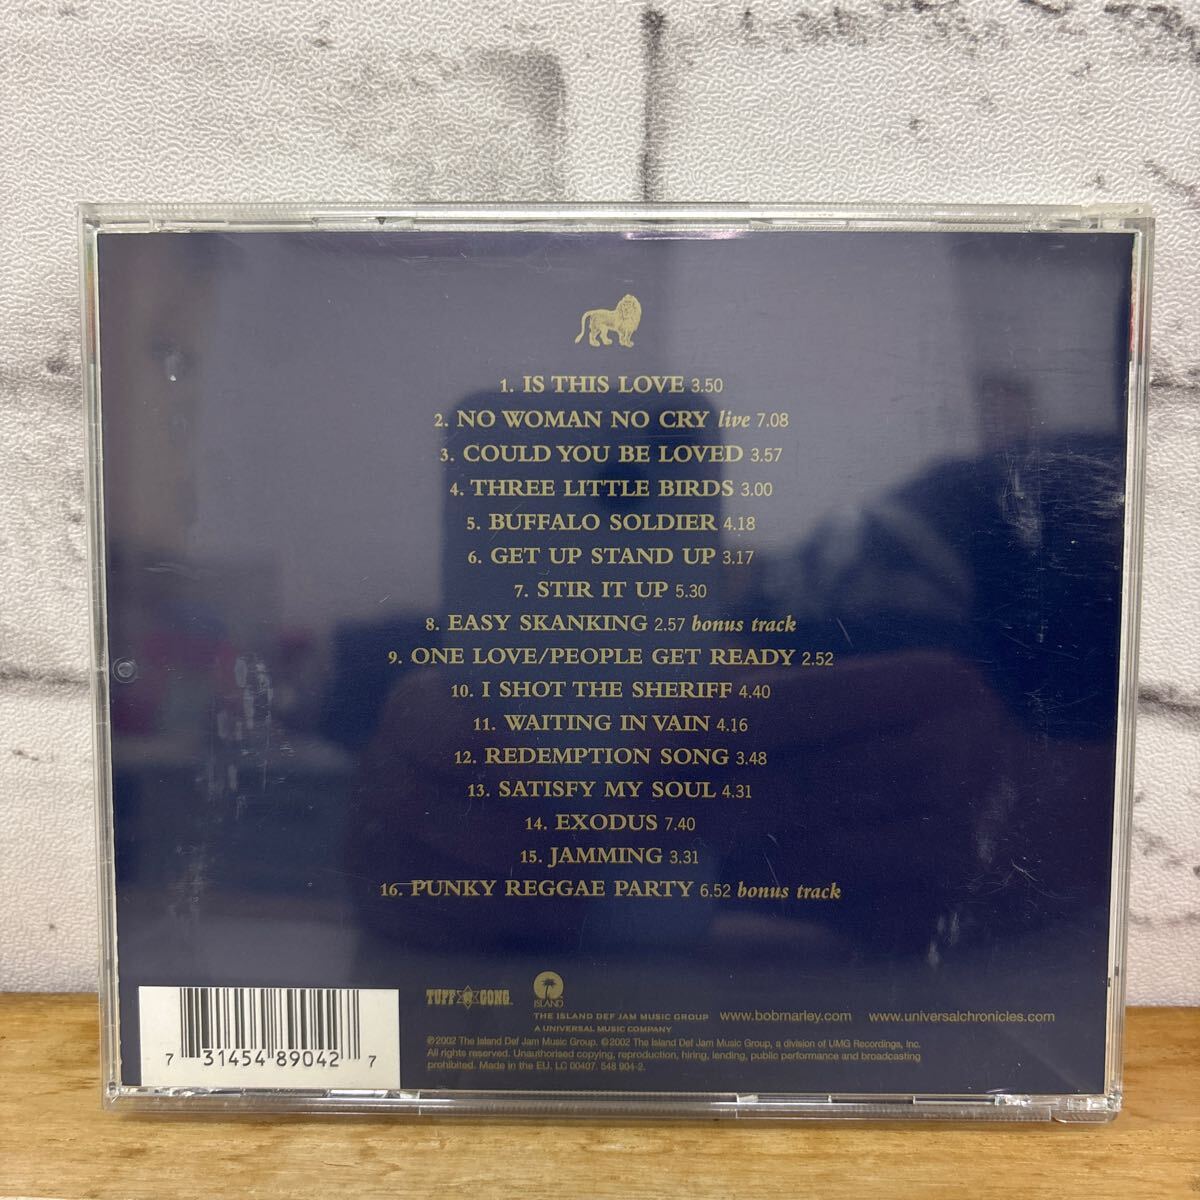 1. IS THIS LOVE 3.50
2. NO WOMAN NO CRY live 7.08
3. COULD YOU BE LOVED 3.57
4. THREE LITTLE BIRDS 3.00
5. BUFFALO SOLDIER 4.18
6. GET UP STAND UP 3.17
7. STIR IT UP 5.30
8. EASY SKANKING 2.57 bonus track
9. ONE LOVE/PEOPLE GET READY 2.52
10. I SHOT THE SHERIFF 4.40
11. WAITING IN VAIN 4.16
12. REDEMPTION SONG 3.48
13. SATISFY MY SOUL 4.31
14. EXODUS 7.40
15. JAMMING 3.31
16. PUNKY REGGAE PARTY 6.52 bonus track
TUFF GONG
ISLAND
THE ISLAND DEF JAM MUSIC GROUP www.bobmarley.com www.universalchronicles.com
A UNIVERSAL MUSIC COMPANY
℗2002 The Island Def Jam Music Group. ©2002 The Island Def Jam Music Group, a division of UMG Recordings, Inc.
All rights reserved. Unauthorised copying, reproduction, hiring, lending, public performance and broadcasting
prohibited. Made in the EU. LC 00407. 548 904-2.
7 31454 89042 7